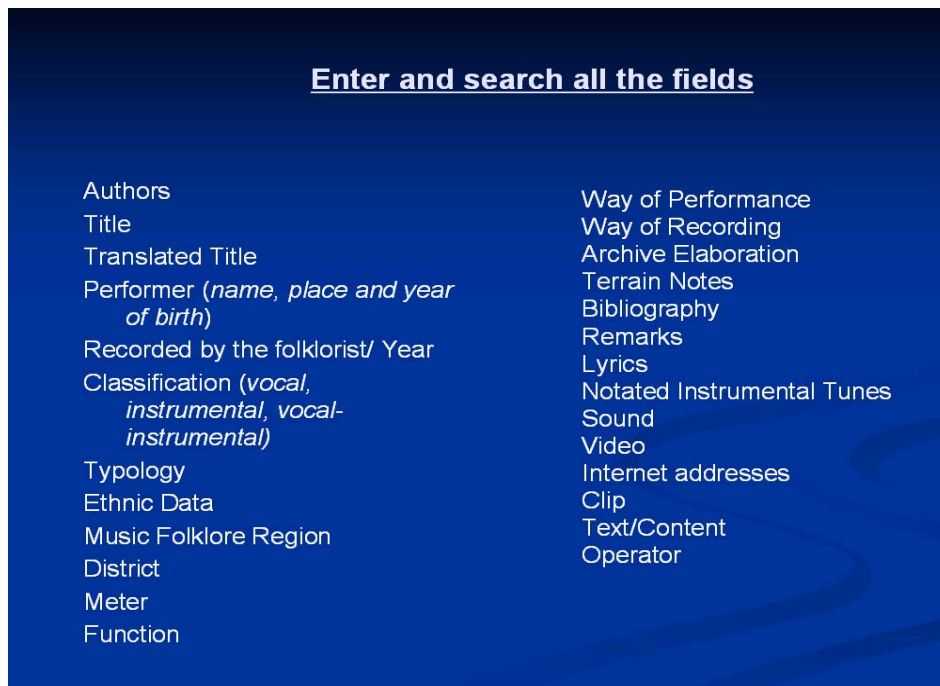 Enter and search all the fields
Authors
Title
Translated Title
Performer (name, place and year
of birth)
Recorded by the folklorist/ Year
Classification (vocal,
instrumental, vocal-
instrumental)
Typology
Ethnic Data
Music Folklore Region
District
Meter
Function
Way of Performance
Way of Recording
Archive Elaboration
Terrain Notes
Bibliography
Remarks
Lyrics
Notated Instrumental Tunes
Sound
Video
Internet addresses
Clip
Text/Content
Operator